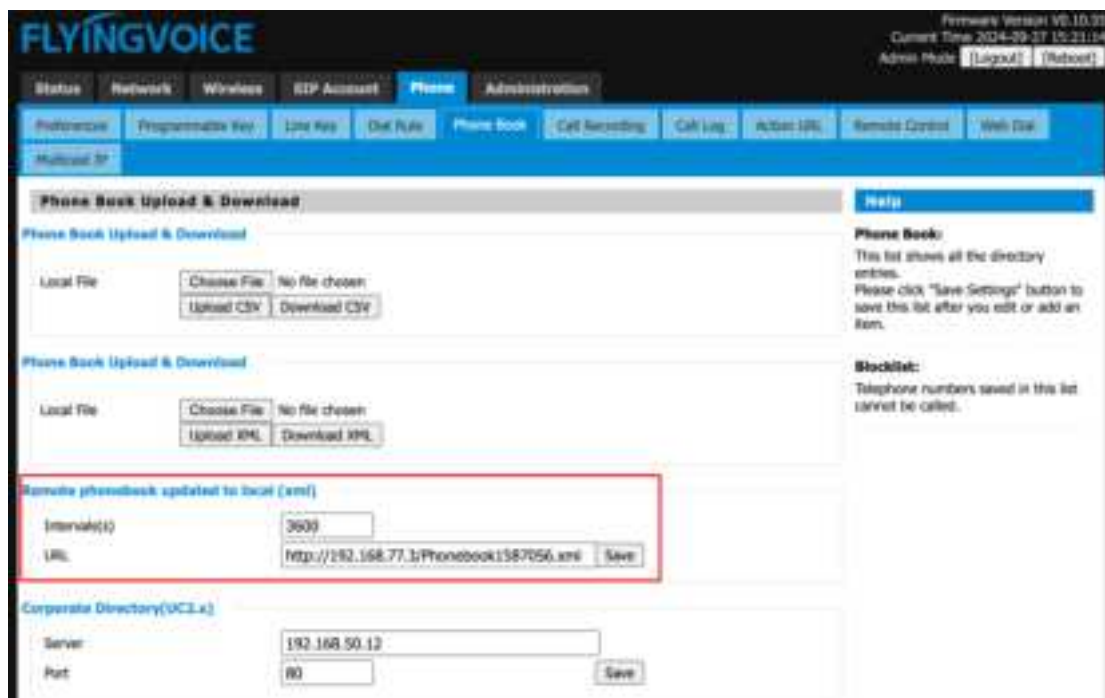 FLYINGVOICE
Firmware Version V0.10.35
Current Time 2024-09-27 15:21:14
Admin Mode [Logout] [Reboot]
Status Network Wireless SIP Account Phone Administration
Preferences Programmable Key Line Key Dial Rule Phone Book Call Recording Call Log Action URL Remote Control Web Dial
Multicast IP
Phone Book Upload & Download
Phone Book Upload & Download
Local File Choose File No file chosen
Upload CSV Download CSV
Phone Book Upload & Download
Local File Choose File No file chosen
Upload XML Download XML
Remote phonebook updated to local (xml)
Intervals(s) 3600
URL http://192.168.77.3/Phonebook1587056.xml Save
Corporate Directory(UC2.x)
Server 192.168.50.12
Port 80 Save
Help
Phone Book:
This list shows all the directory
entries.
Please click "Save Settings" button to
save this list after you edit or add an
item.
Blocklist:
Telephone numbers saved in this list
cannot be called.